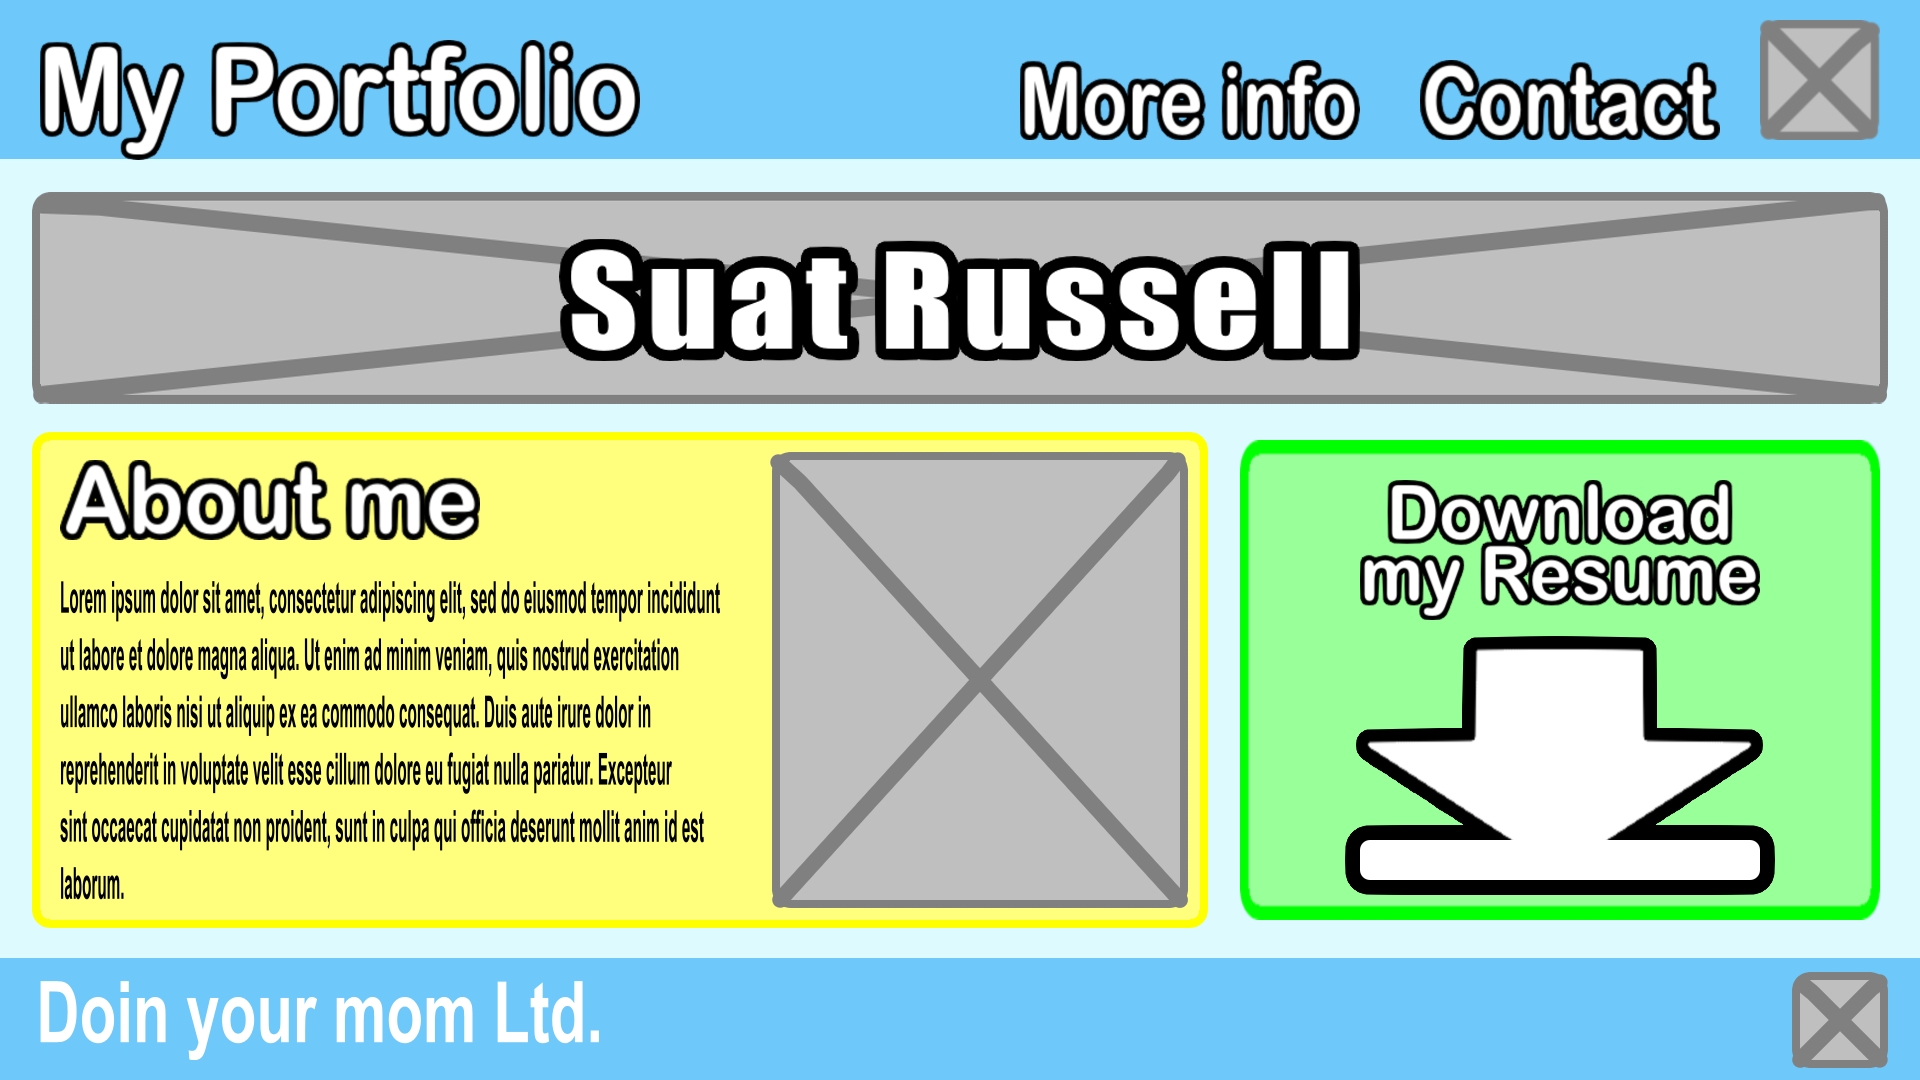 My Portfolio
More info
Contact
Suat Russell
About me
Lorem ipsum dolor sit amet, consectetur adipiscing elit, sed do eiusmod tempor incididunt
ut labore et dolore magna aliqua. Ut enim ad minim veniam, quis nostrud exercitation
ullamco laboris nisi ut aliquip ex ea commodo consequat. Duis aute irure dolor in
reprehenderit in voluptate velit esse cillum dolore eu fugiat nulla pariatur. Excepteur
sint occaecat cupidatat non proident, sunt in culpa qui officia deserunt mollit anim id est
laborum.
Download
my Resume
Doin your mom Ltd.